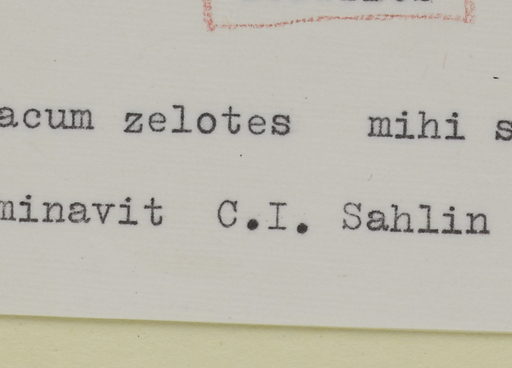 acum zelotes mihi s
minavit C.I. Sahlin